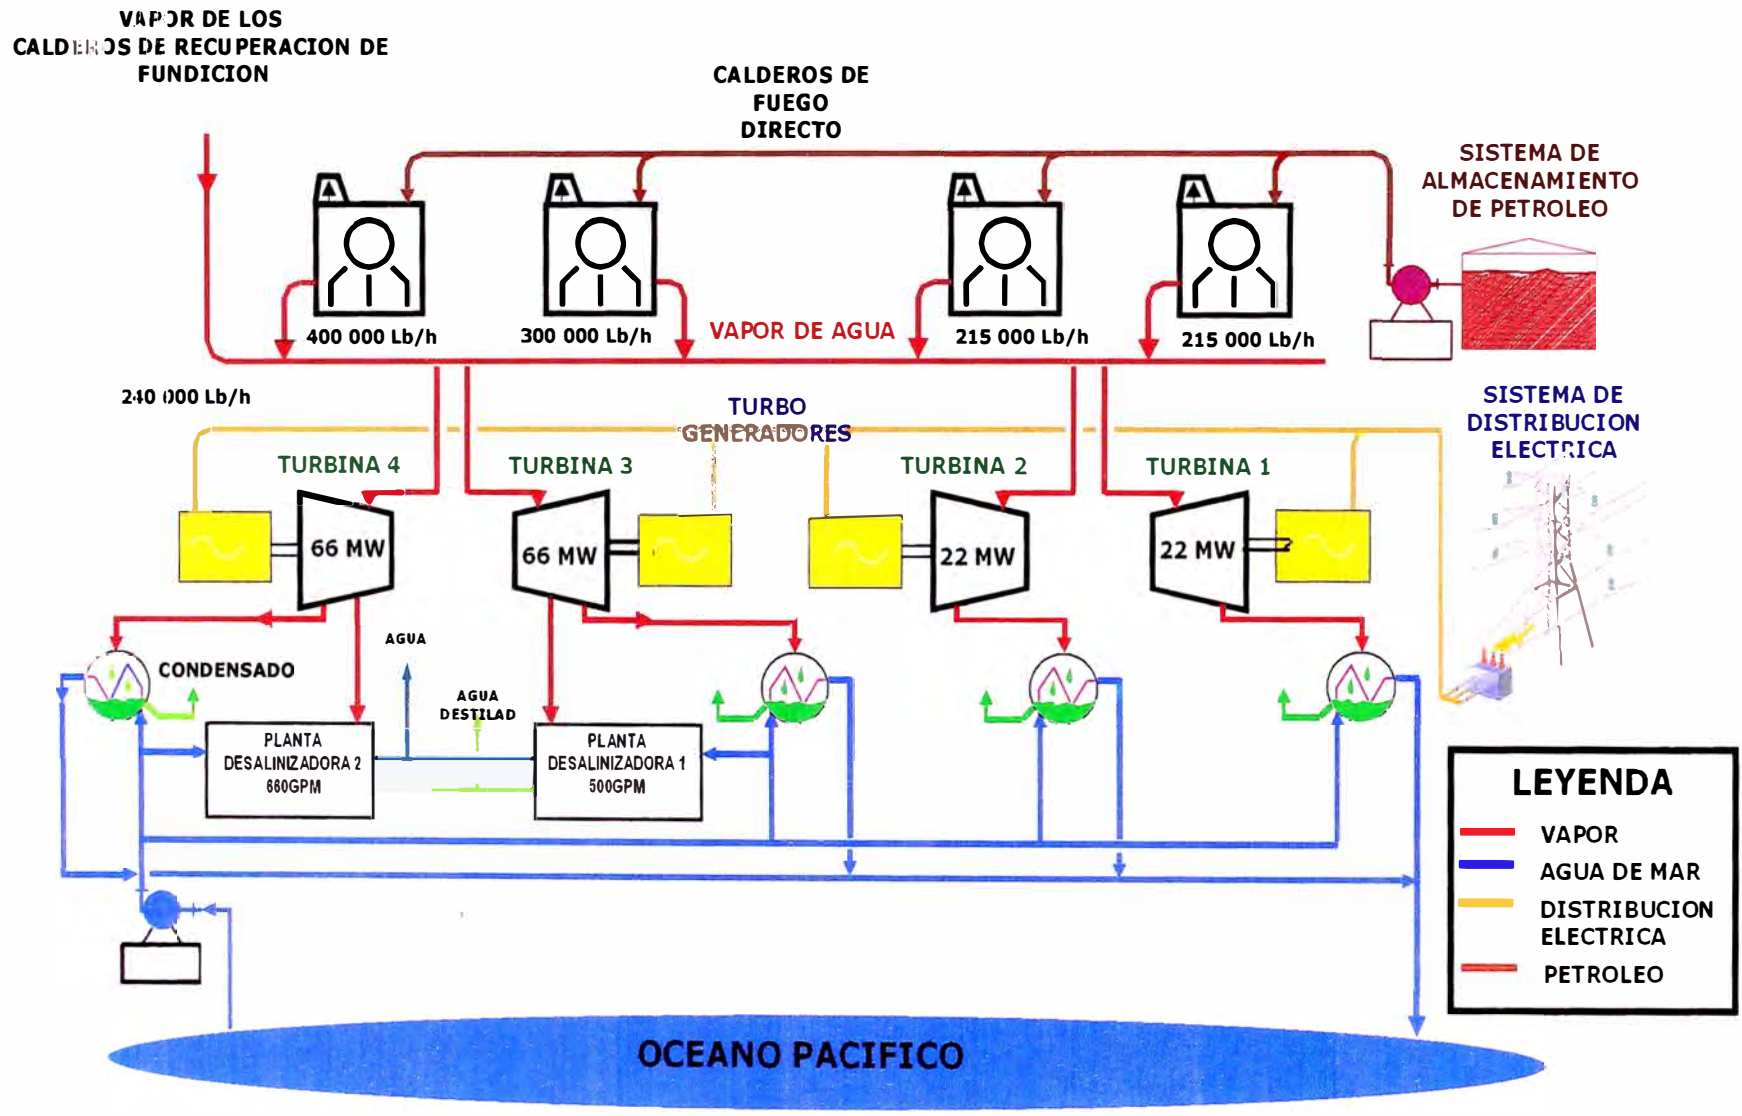 VAPOR DE LOS
CALDEROS DE RECUPERACION DE
FUNDICION
CALDEROS DE
FUEGO
DIRECTO
SISTEMA DE
ALMACENAMIENTO
DE PETROLEO
400 000 Lb/h
300 000 Lb/h
VAPOR DE AGUA
215 000 Lb/h
215 000 Lb/h
240 000 Lb/h
TURBO
GENERADORES
SISTEMA DE
DISTRIBUCION
ELECTRICA
TURBINA 4
TURBINA 3
TURBINA 2
TURBINA 1
66 MW
66 MW
22 MW
22 MW
CONDENSADO
AGUA
AGUA
DESTILAD
PLANTA
DESALINIZADORA 2
660GPM
PLANTA
DESALINIZADORA 1
500GPM
LEYENDA
VAPOR
AGUA DE MAR
DISTRIBUCION
ELECTRICA
PETROLEO
OCEANO PACIFICO